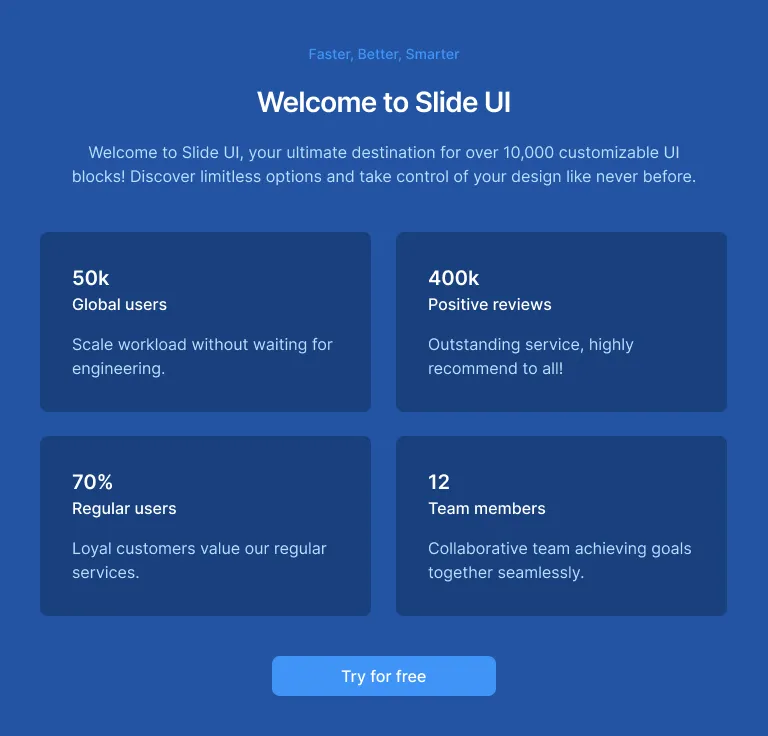 Faster, Better, Smarter
Welcome to Slide UI
Welcome to Slide UI, your ultimate destination for over 10,000 customizable UI
blocks! Discover limitless options and take control of your design like never before.
50k
Global users
Scale workload without waiting for
engineering.
400k
Positive reviews
Outstanding service, highly
recommend to all!
70%
Regular users
Loyal customers value our regular
services.
12
Team members
Collaborative team achieving goals
together seamlessly.
Try for free